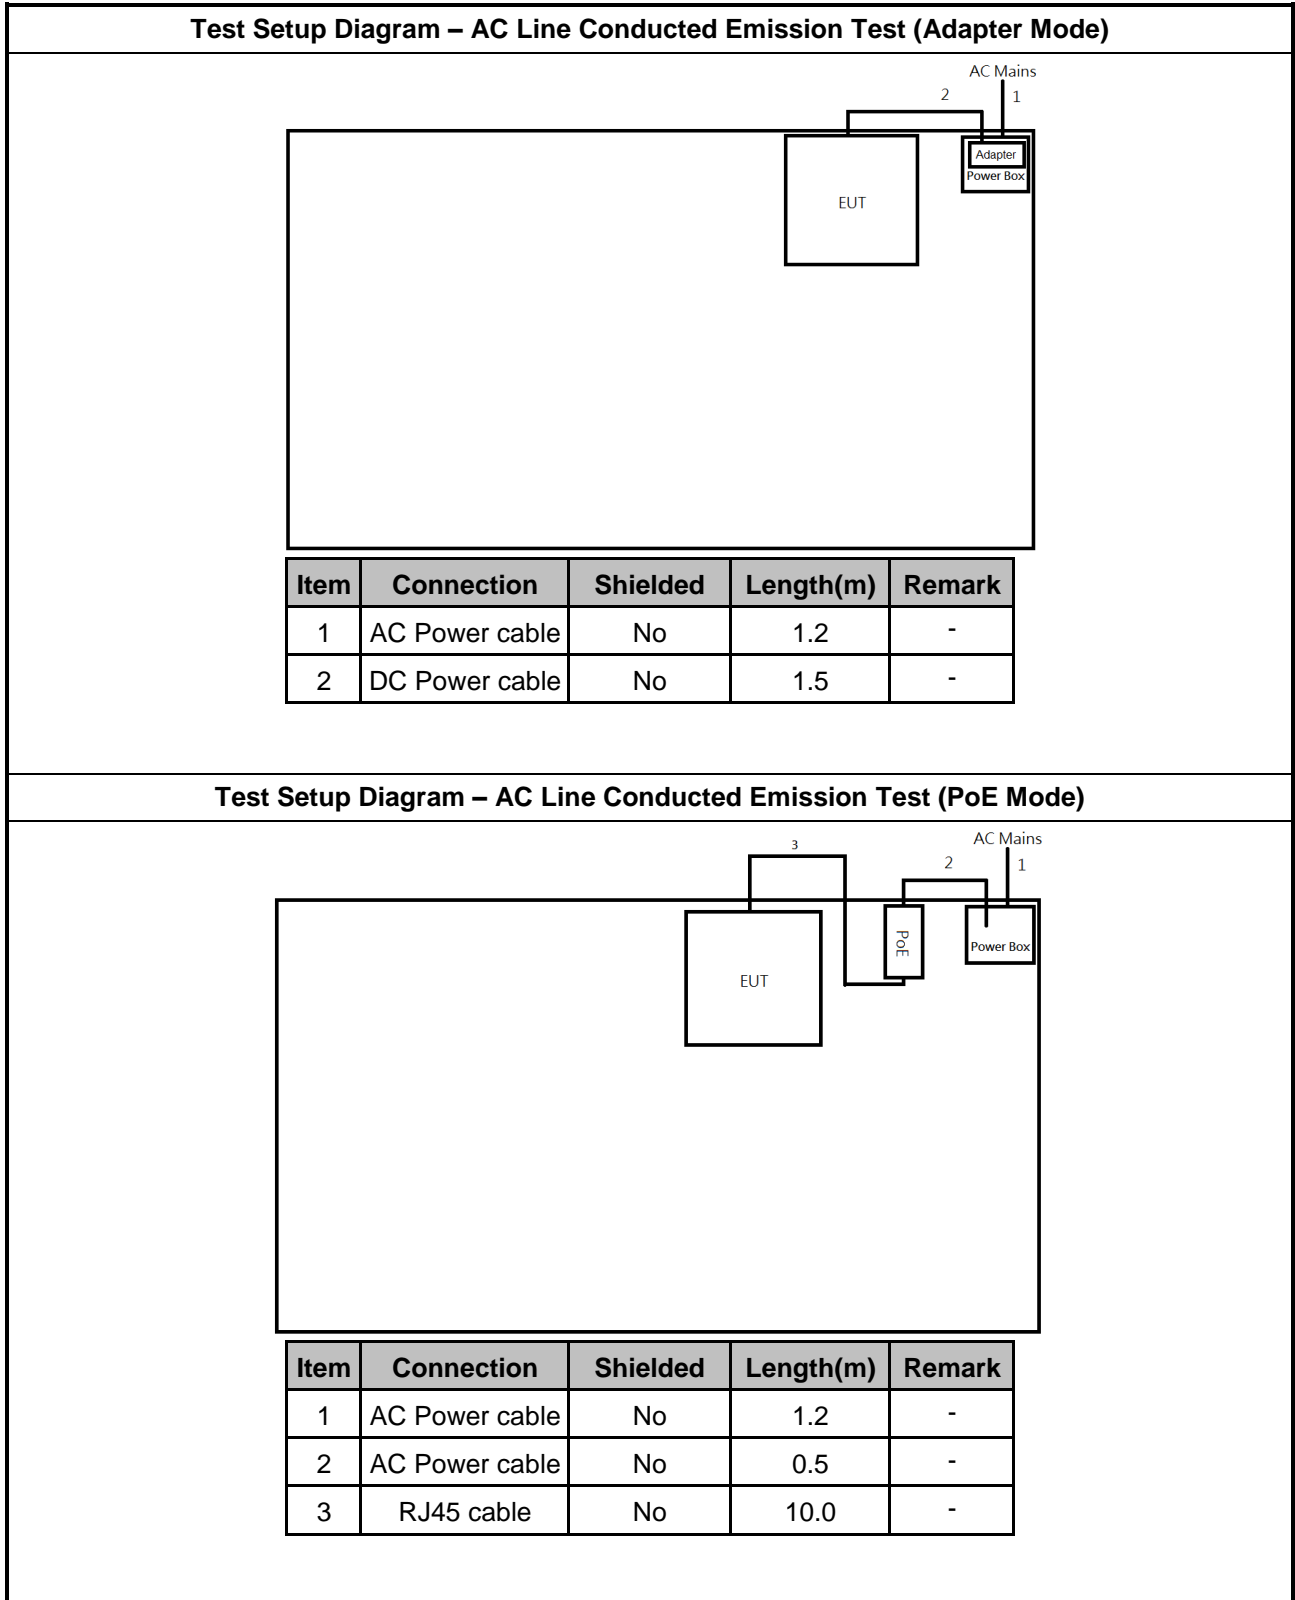 Test Setup Diagram – AC Line Conducted Emission Test (Adapter Mode)
AC Mains
2
1
Adapter
Power Box
EUT
Item Connection Shielded Length(m) Remark
1 AC Power cable No 1.2 -
2 DC Power cable No 1.5 -
Test Setup Diagram – AC Line Conducted Emission Test (PoE Mode)
AC Mains
3
2
1
PoE
Power Box
EUT
Item Connection Shielded Length(m) Remark
1 AC Power cable No 1.2 -
2 AC Power cable No 0.5 -
3 RJ45 cable No 10.0 -